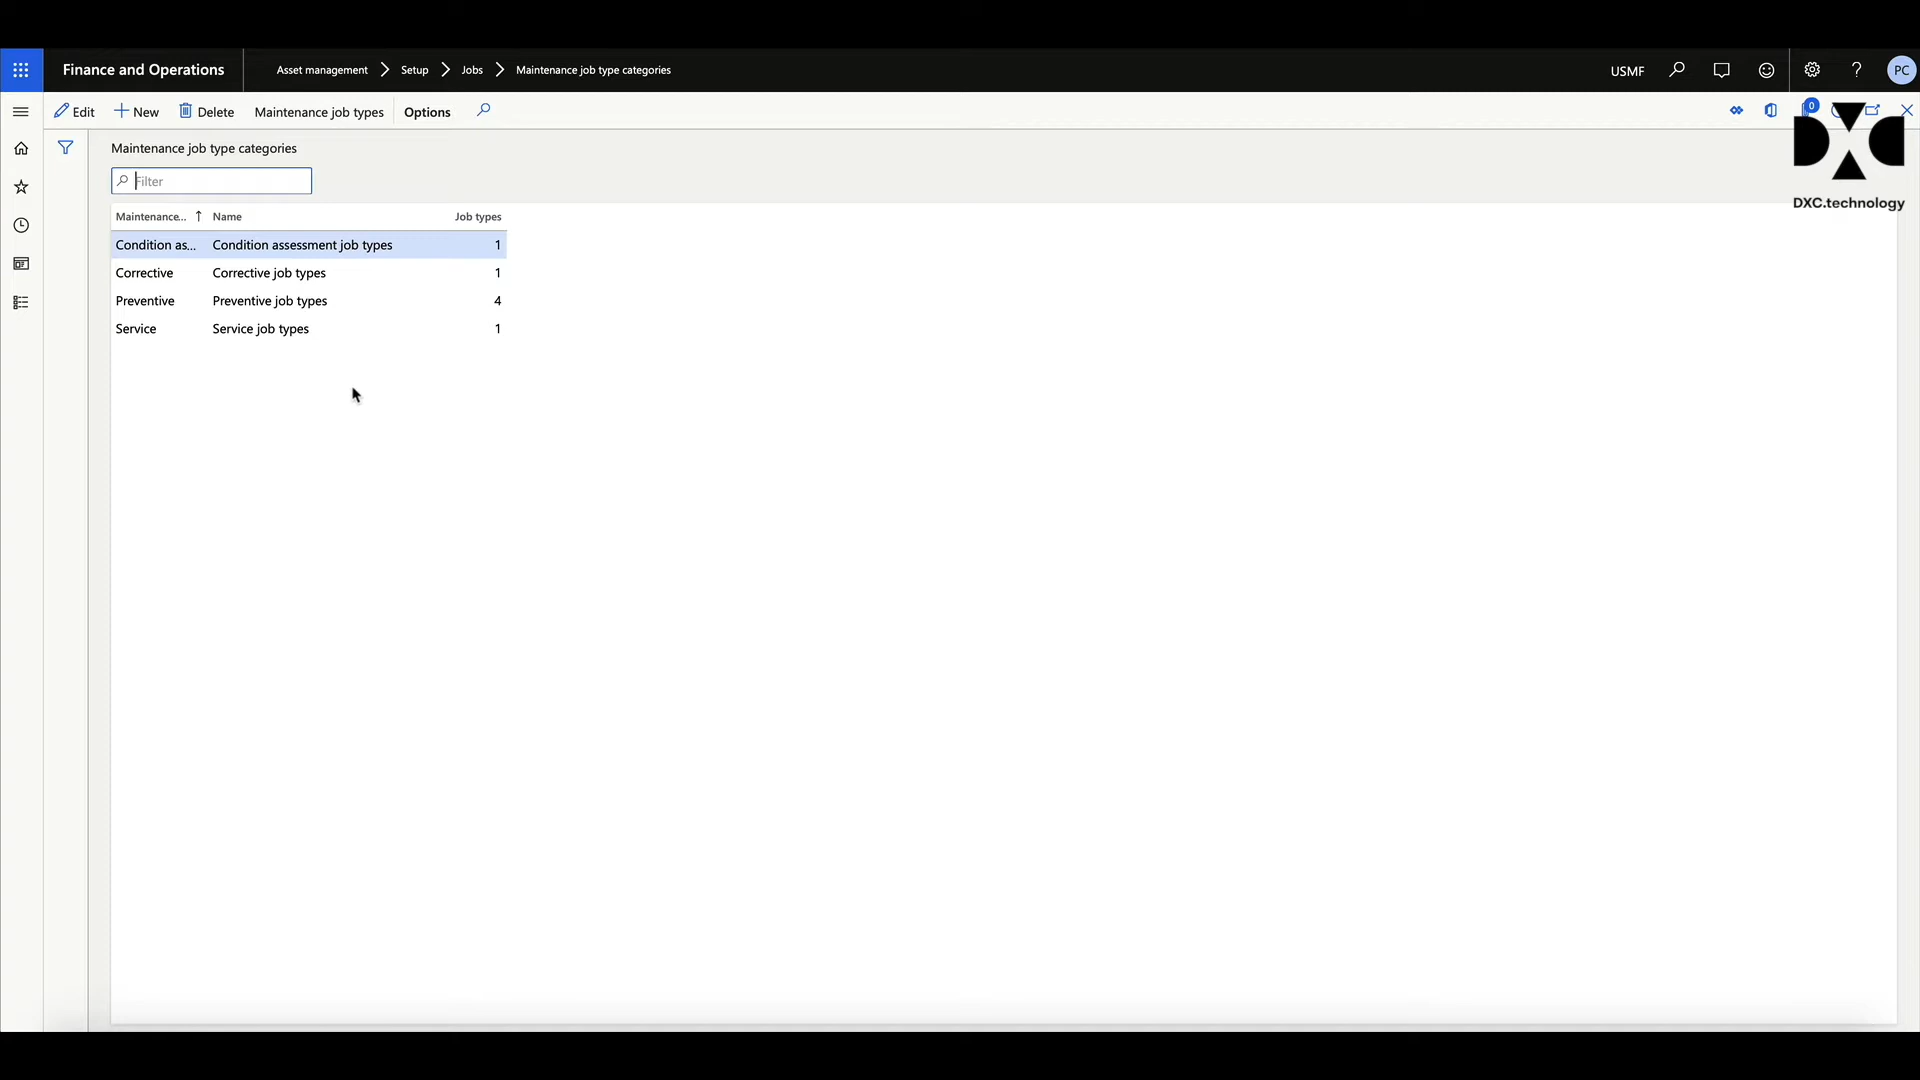 Finance and Operations Asset management Setup Jobs Maintenance job type categories USMF ? PC
Edit New Delete Maintenance job types Options 0
Maintenance job type categories
Filter
Maintenance... ↑ Name Job types
Condition as... Condition assessment job types 1
Corrective Corrective job types 1
Preventive Preventive job types 4
Service Service job types 1
DXC
DXC.technology